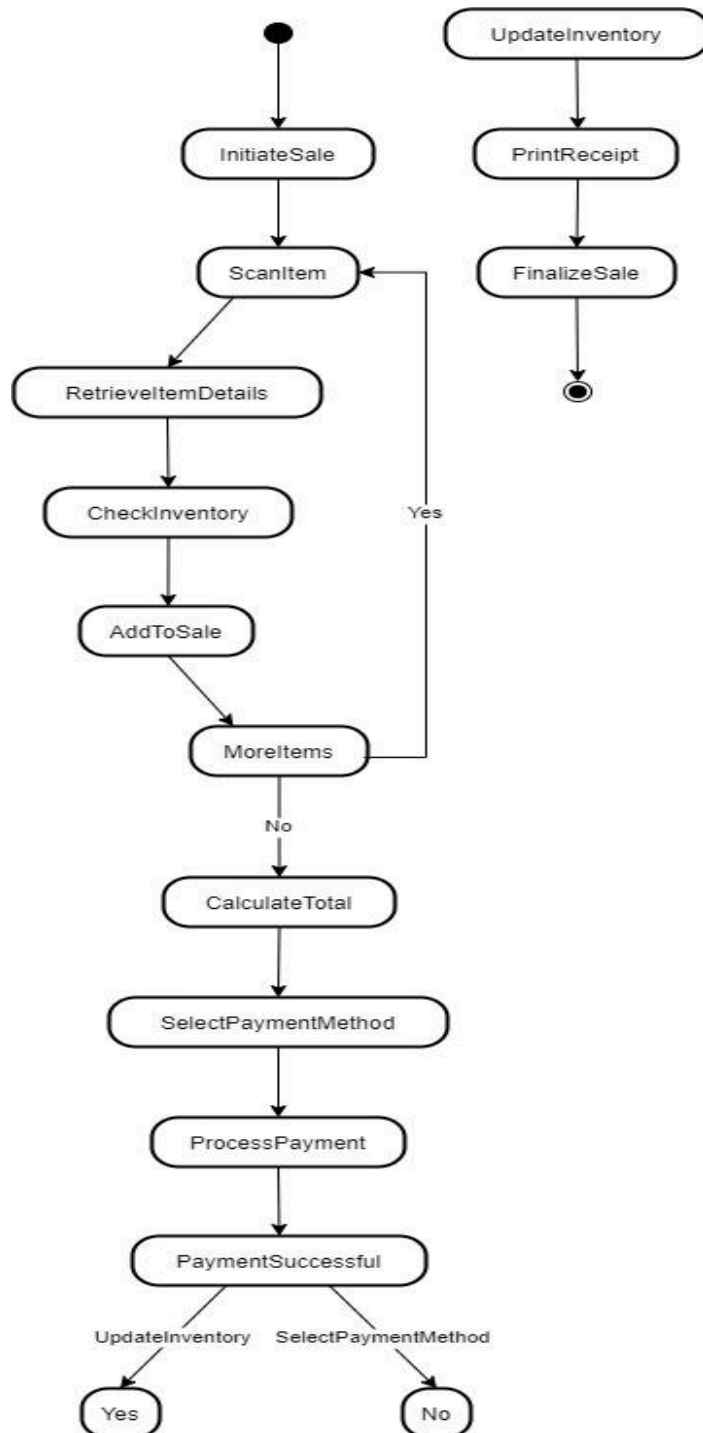 InitiateSale
ScanItem
RetrieveItemDetails
CheckInventory
AddToSale
MoreItems
Yes
No
CalculateTotal
SelectPaymentMethod
ProcessPayment
PaymentSuccessful
UpdateInventory
SelectPaymentMethod
Yes
No
UpdateInventory
PrintReceipt
FinalizeSale